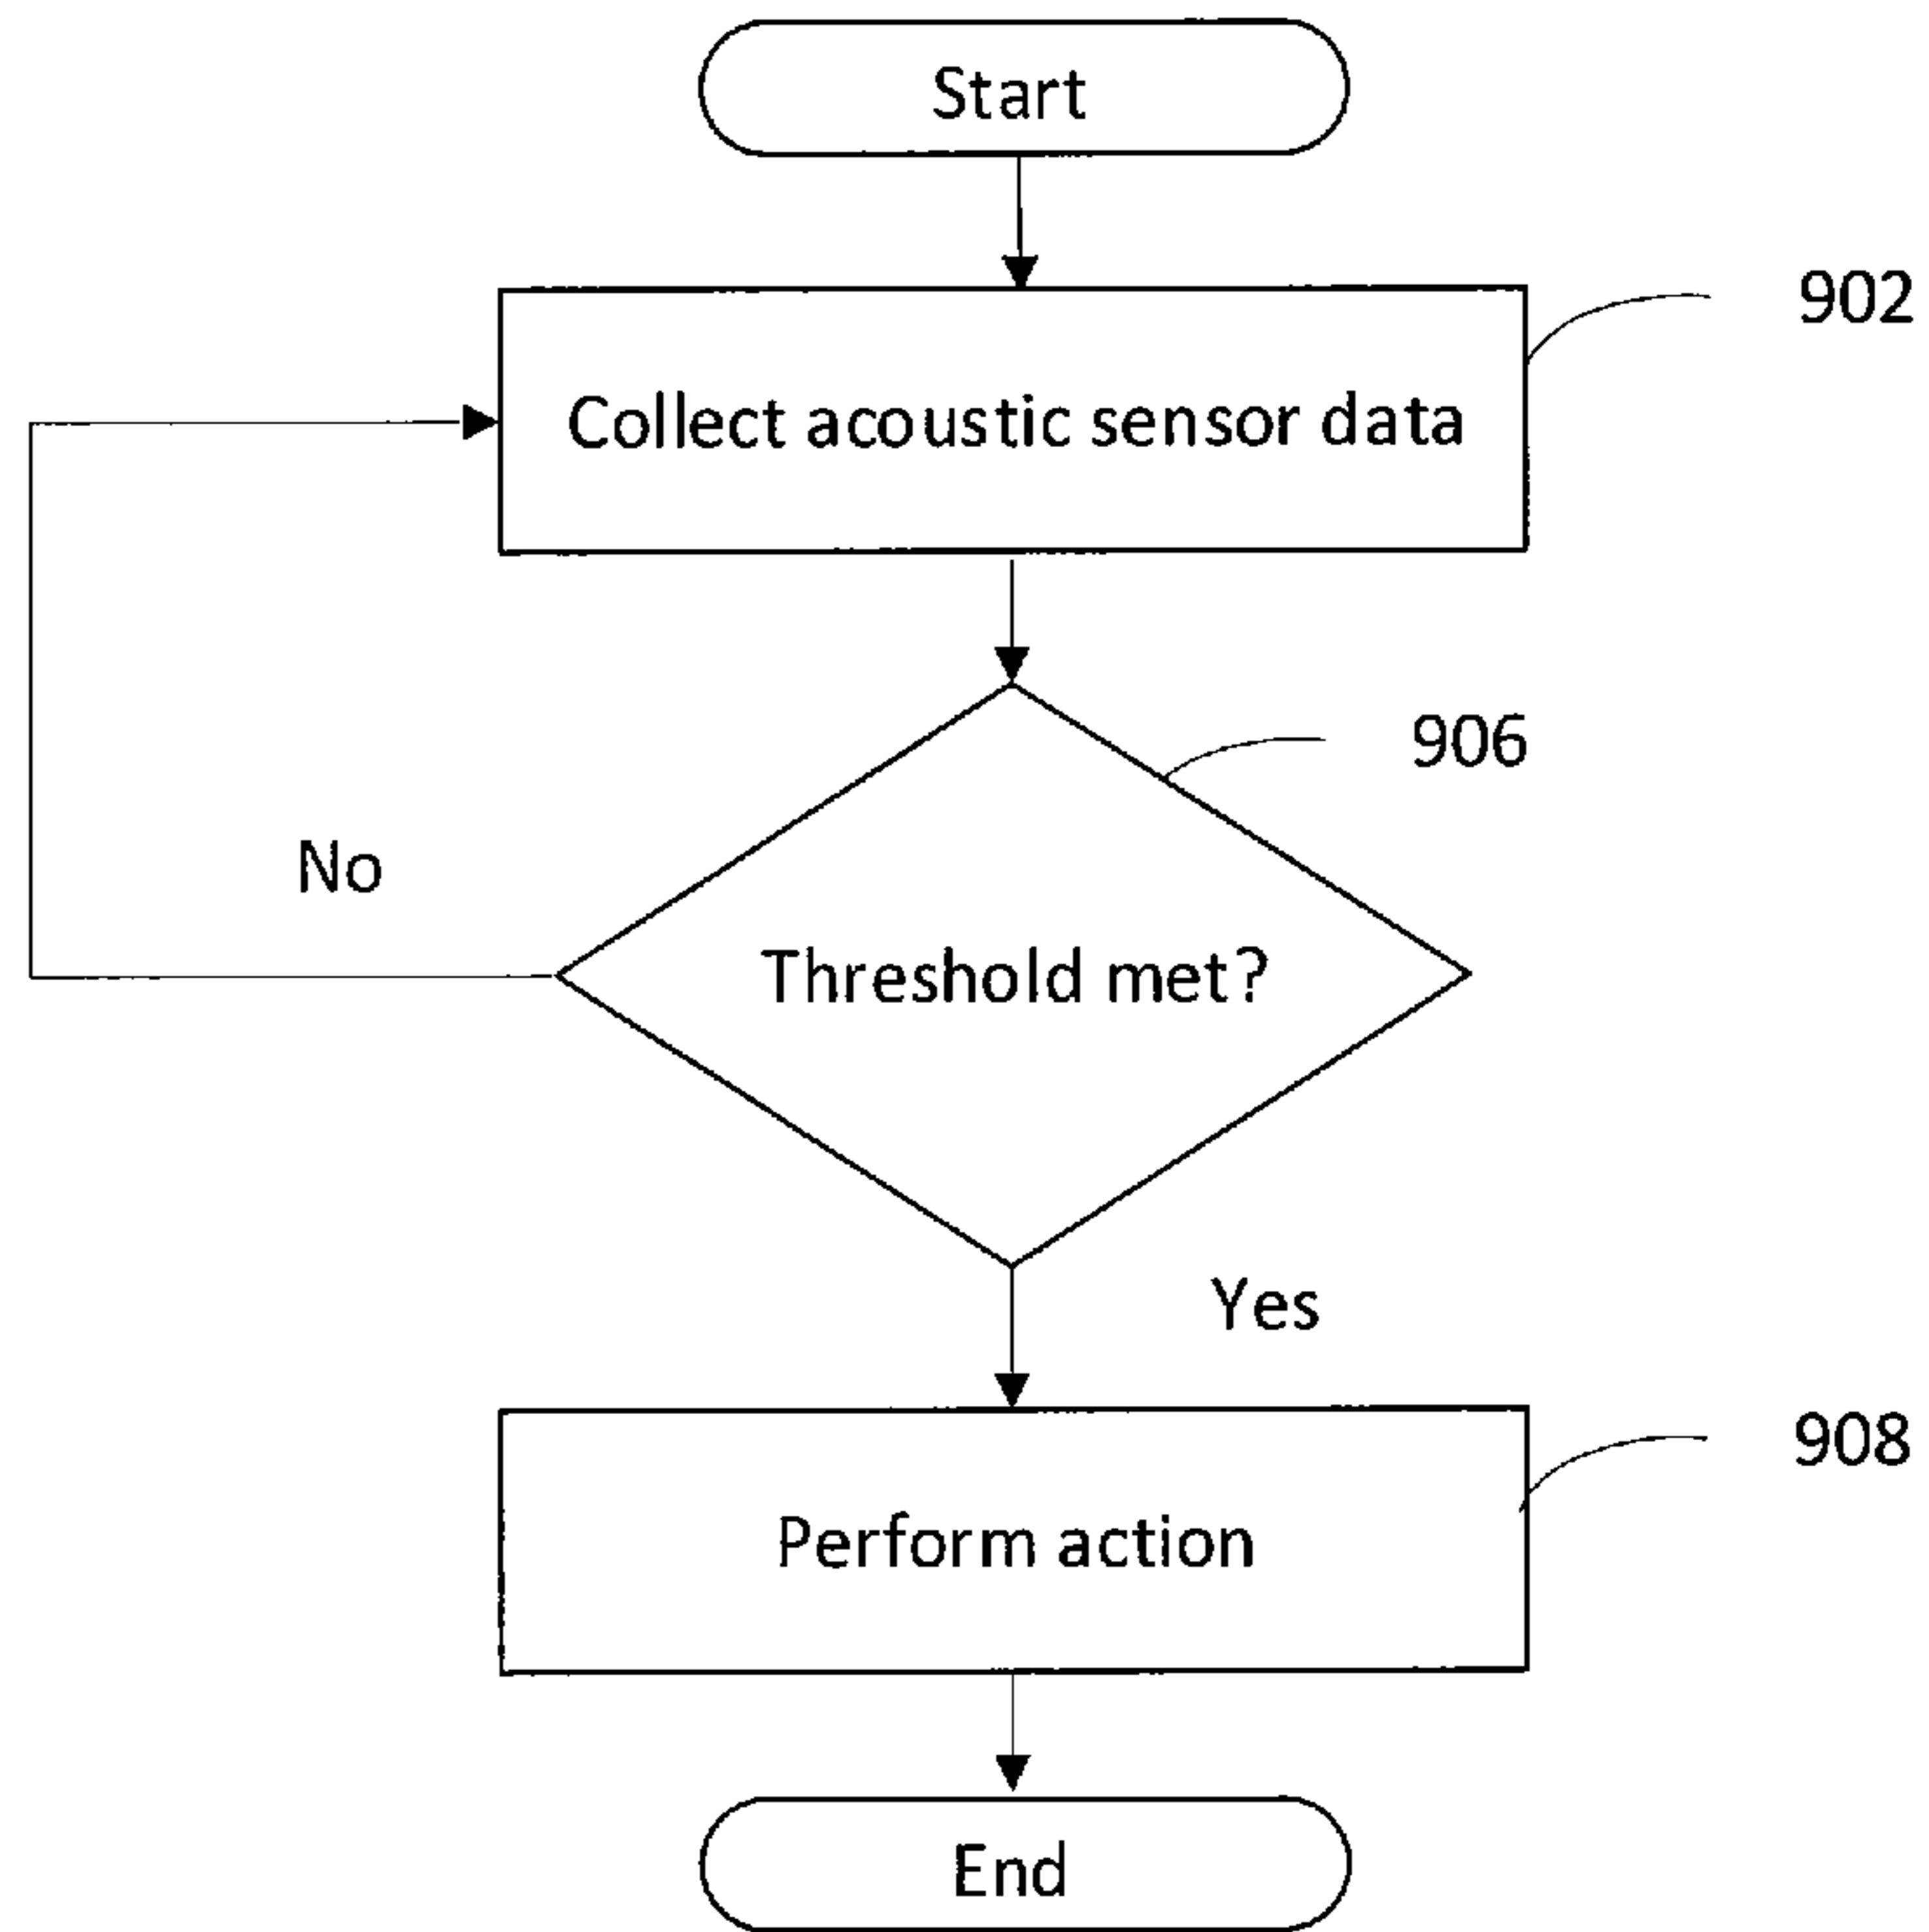 Start
902
Collect acoustic sensor data
906
No
Threshold met?
Yes
908
Perform action
End